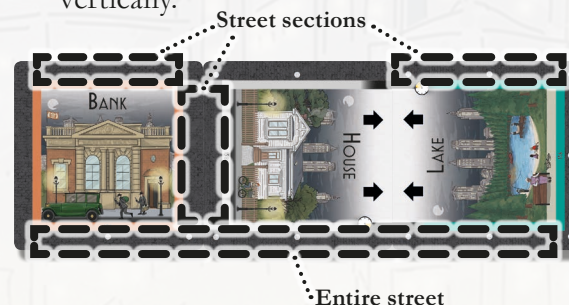 vertically.
Street sections
BANK
HOUSE
LAKE
Entire street